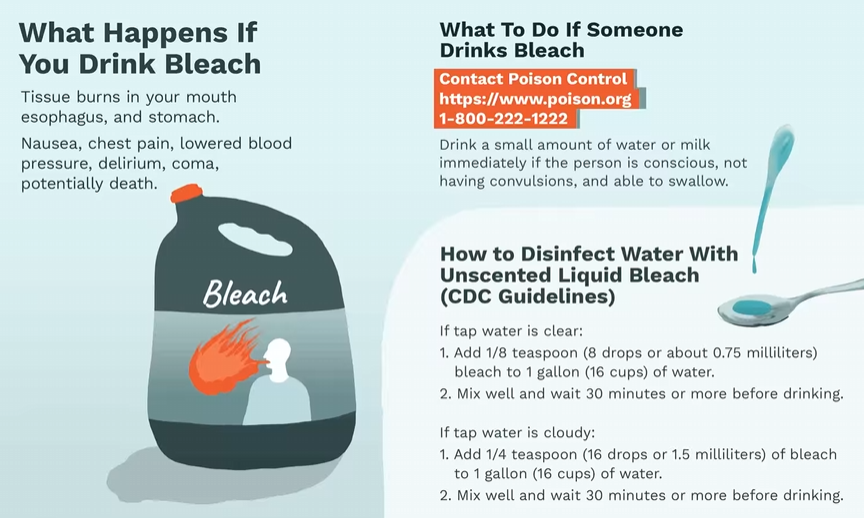 What Happens If
You Drink Bleach
Tissue burns in your mouth
esophagus, and stomach.
Nausea, chest pain, lowered blood
pressure, delirium, coma,
potentially death.
Bleach
What To Do If Someone
Drinks Bleach
Contact Poison Control
https://www.poison.org
1-800-222-1222
Drink a small amount of water or milk
immediately if the person is conscious, not
having convulsions, and able to swallow.
How to Disinfect Water With
Unscented Liquid Bleach
(CDC Guidelines)
If tap water is clear:
1. Add 1/8 teaspoon (8 drops or about 0.75 milliliters)
bleach to 1 gallon (16 cups) of water.
2. Mix well and wait 30 minutes or more before drinking.
If tap water is cloudy:
1. Add 1/4 teaspoon (16 drops or 1.5 milliliters) of bleach
to 1 gallon (16 cups) of water.
2. Mix well and wait 30 minutes or more before drinking.